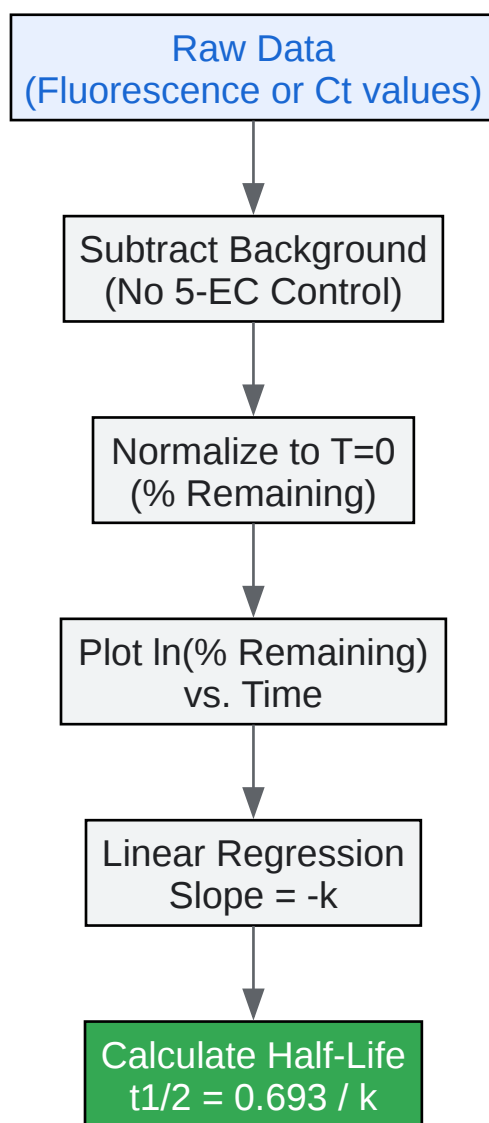 Raw Data
(Fluorescence or Ct values)
Subtract Background
(No 5-EC Control)
Normalize to T=0
(% Remaining)
Plot ln(% Remaining)
vs. Time
Linear Regression
Slope = -k
Calculate Half-Life
t1/2 = 0.693 / k